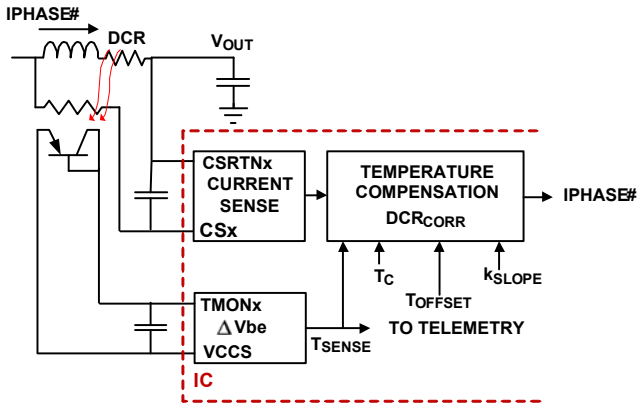 IPHASE#
DCR
VOUT
CSRTNx
CURRENT
SENSE
CSx
TEMPERATURE
COMPENSATION
DCRCORR
IPHASE#
TC
TOFFSET
kSLOPE
TMONx
ΔVbe
VCCS
TSENSE
TO TELEMETRY
IC